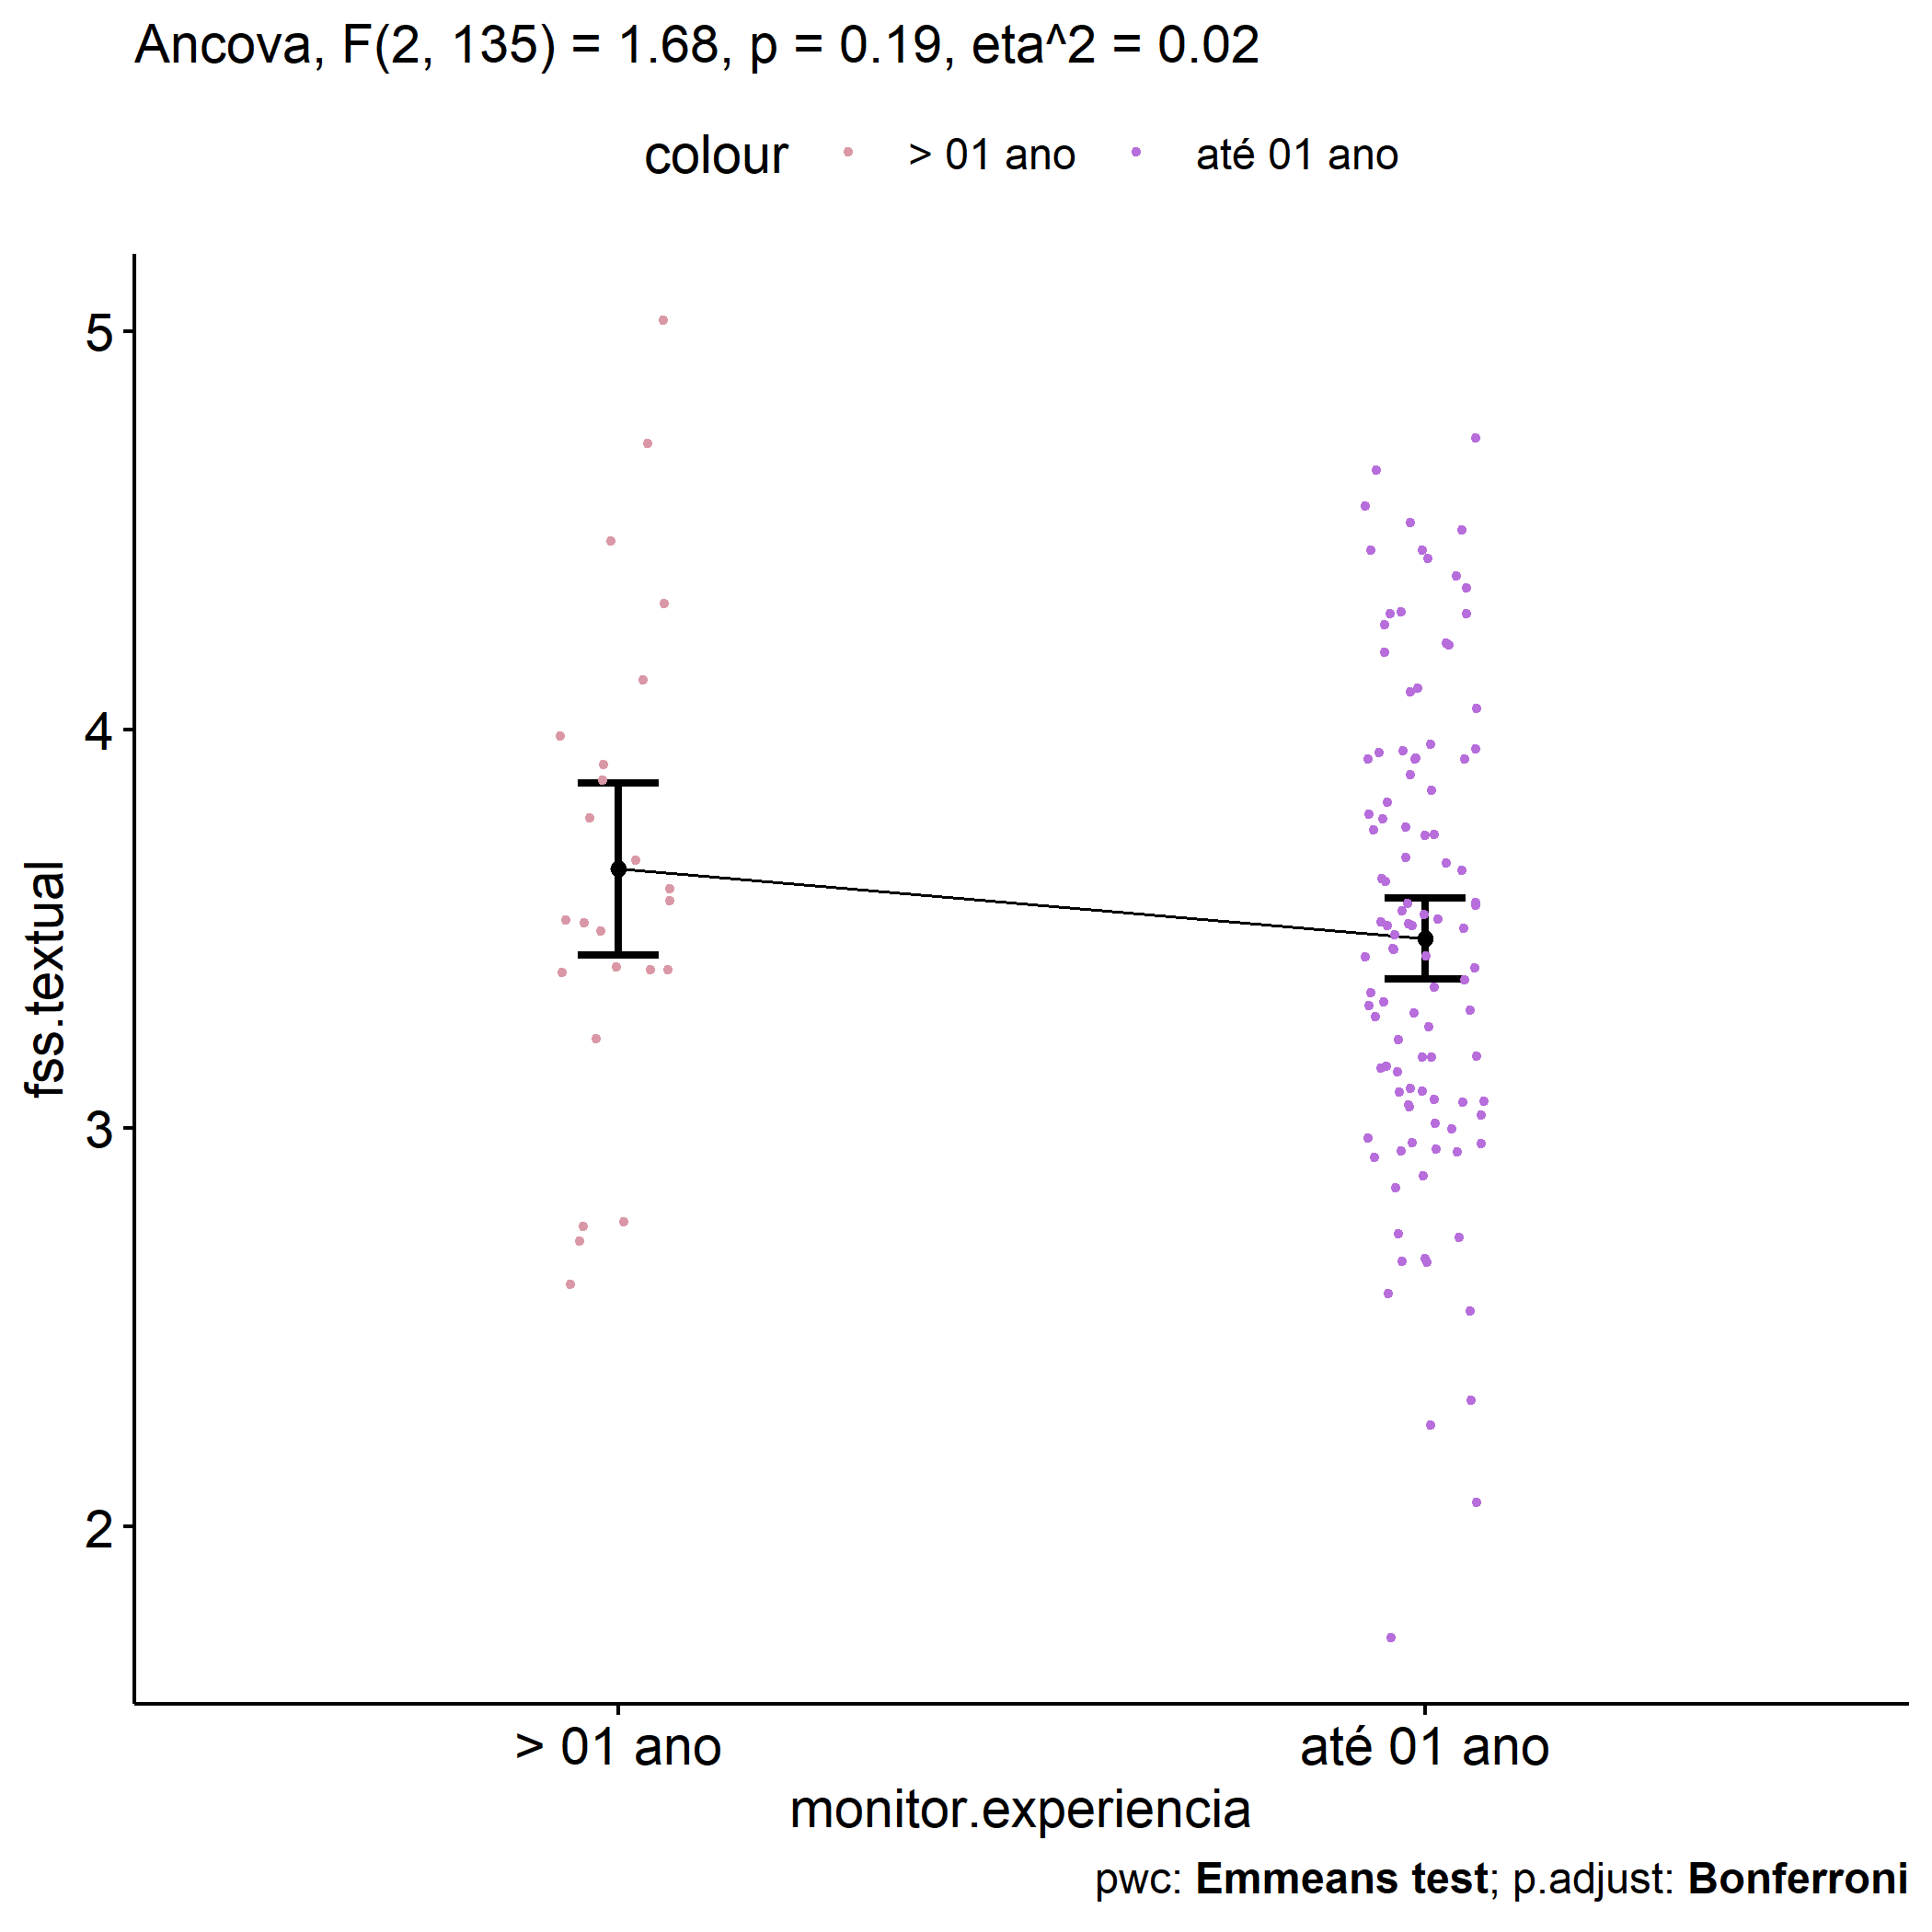 Ancova, F(2, 135) = 1.68, p = 0.19, eta^2 = 0.02
colour > 01 ano até 01 ano
5
4
3
2
fss.textual
> 01 ano até 01 ano
monitor.experiencia
pwc: Emmeans test; p.adjust: Bonferroni